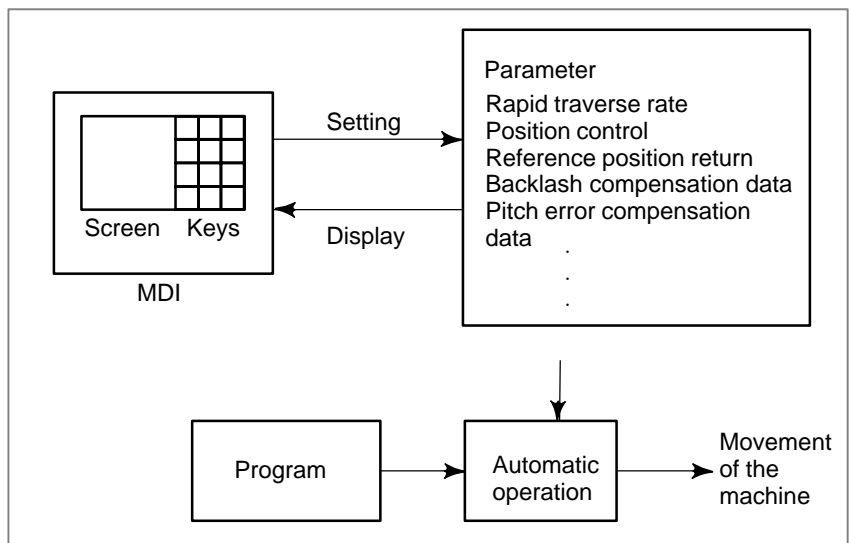 Parameter
Rapid traverse rate
Position control
Reference position return
Backlash compensation data
Pitch error compensation
data
.
.
.
Setting
Display
Screen Keys
MDI
Program
Automatic
operation
Movement
of the
machine